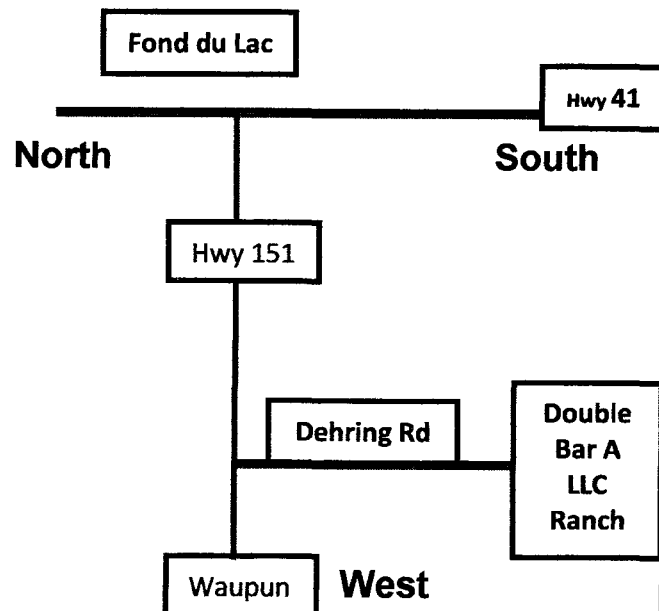 Fond du Lac
Hwy 41
North
South
Hwy 151
Dehring Rd
Double
Bar A
LLC
Ranch
Waupun
West